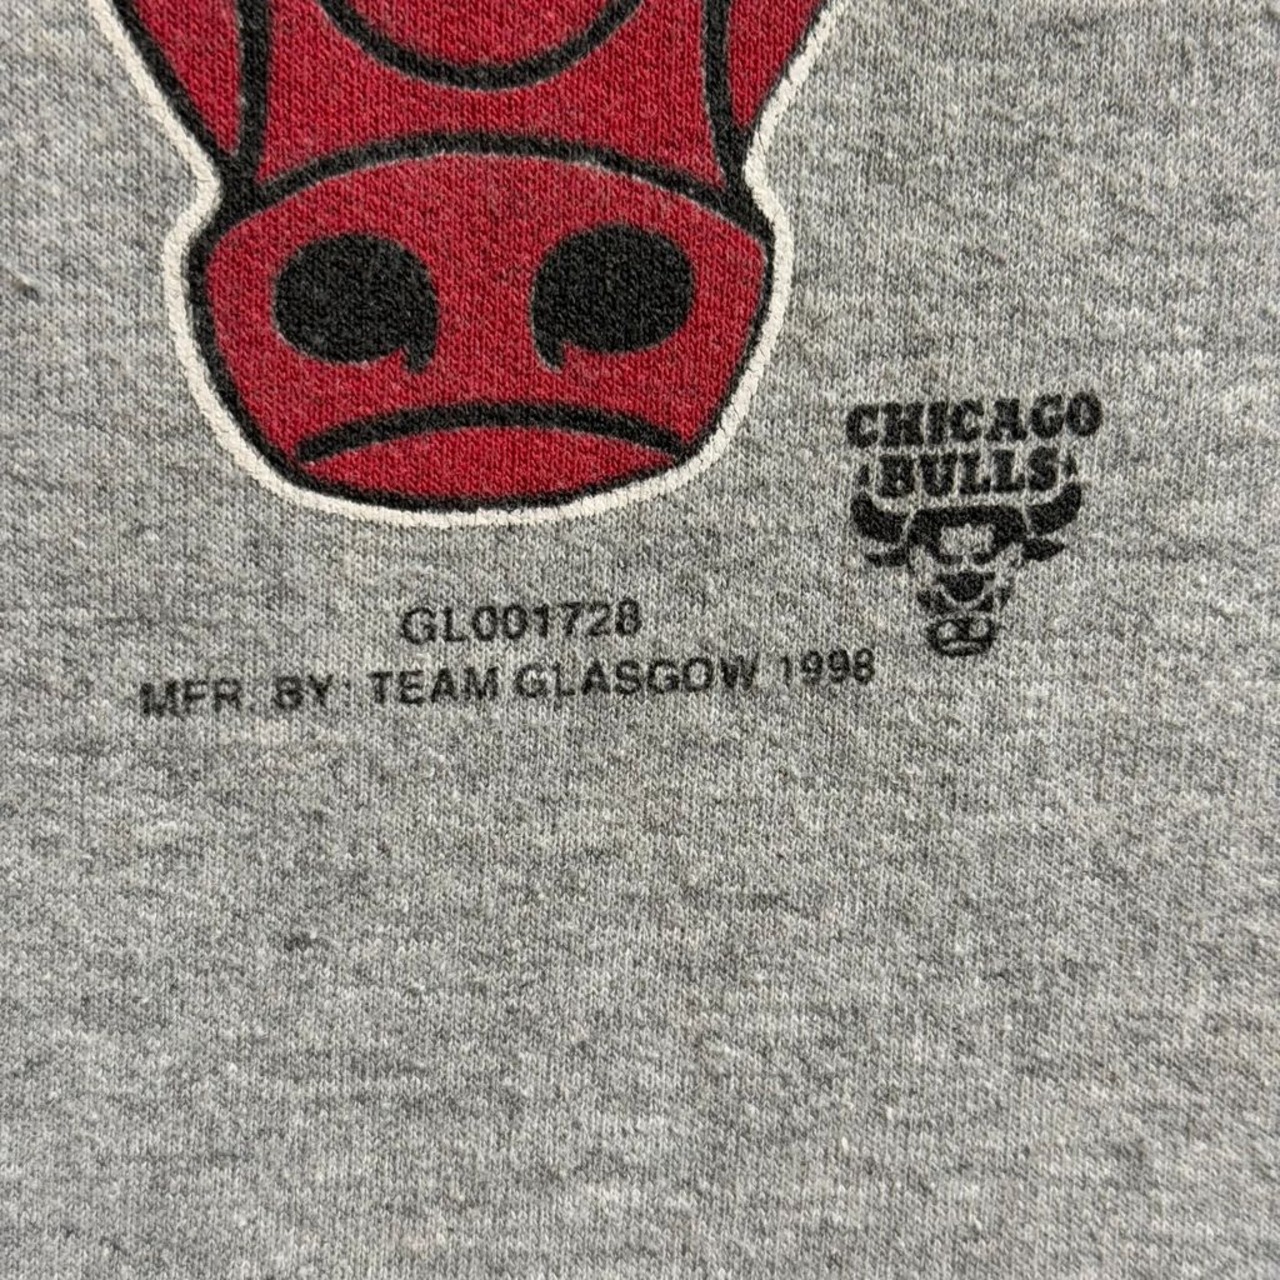 CHICAGO
BULLS
GL001728
MFR. BY: TEAM GLASGOW 1998